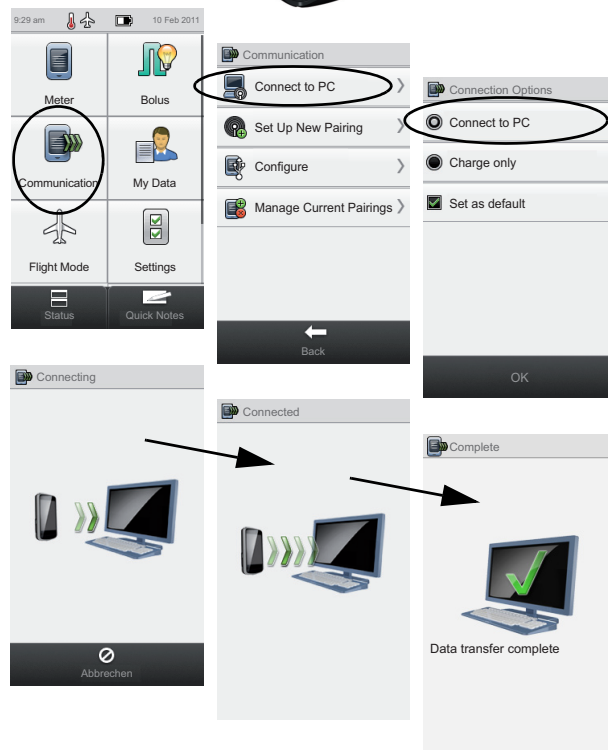 9:29 am 10 Feb 2011
Meter Bolus
Communication My Data
Flight Mode Settings
Status Quick Notes
Communication
Connect to PC
Set Up New Pairing
Configure
Manage Current Pairings
Back
Connection Options
Connect to PC
Charge only
Set as default
OK
Connecting
Abbrechen
Connected
Complete
Data transfer complete